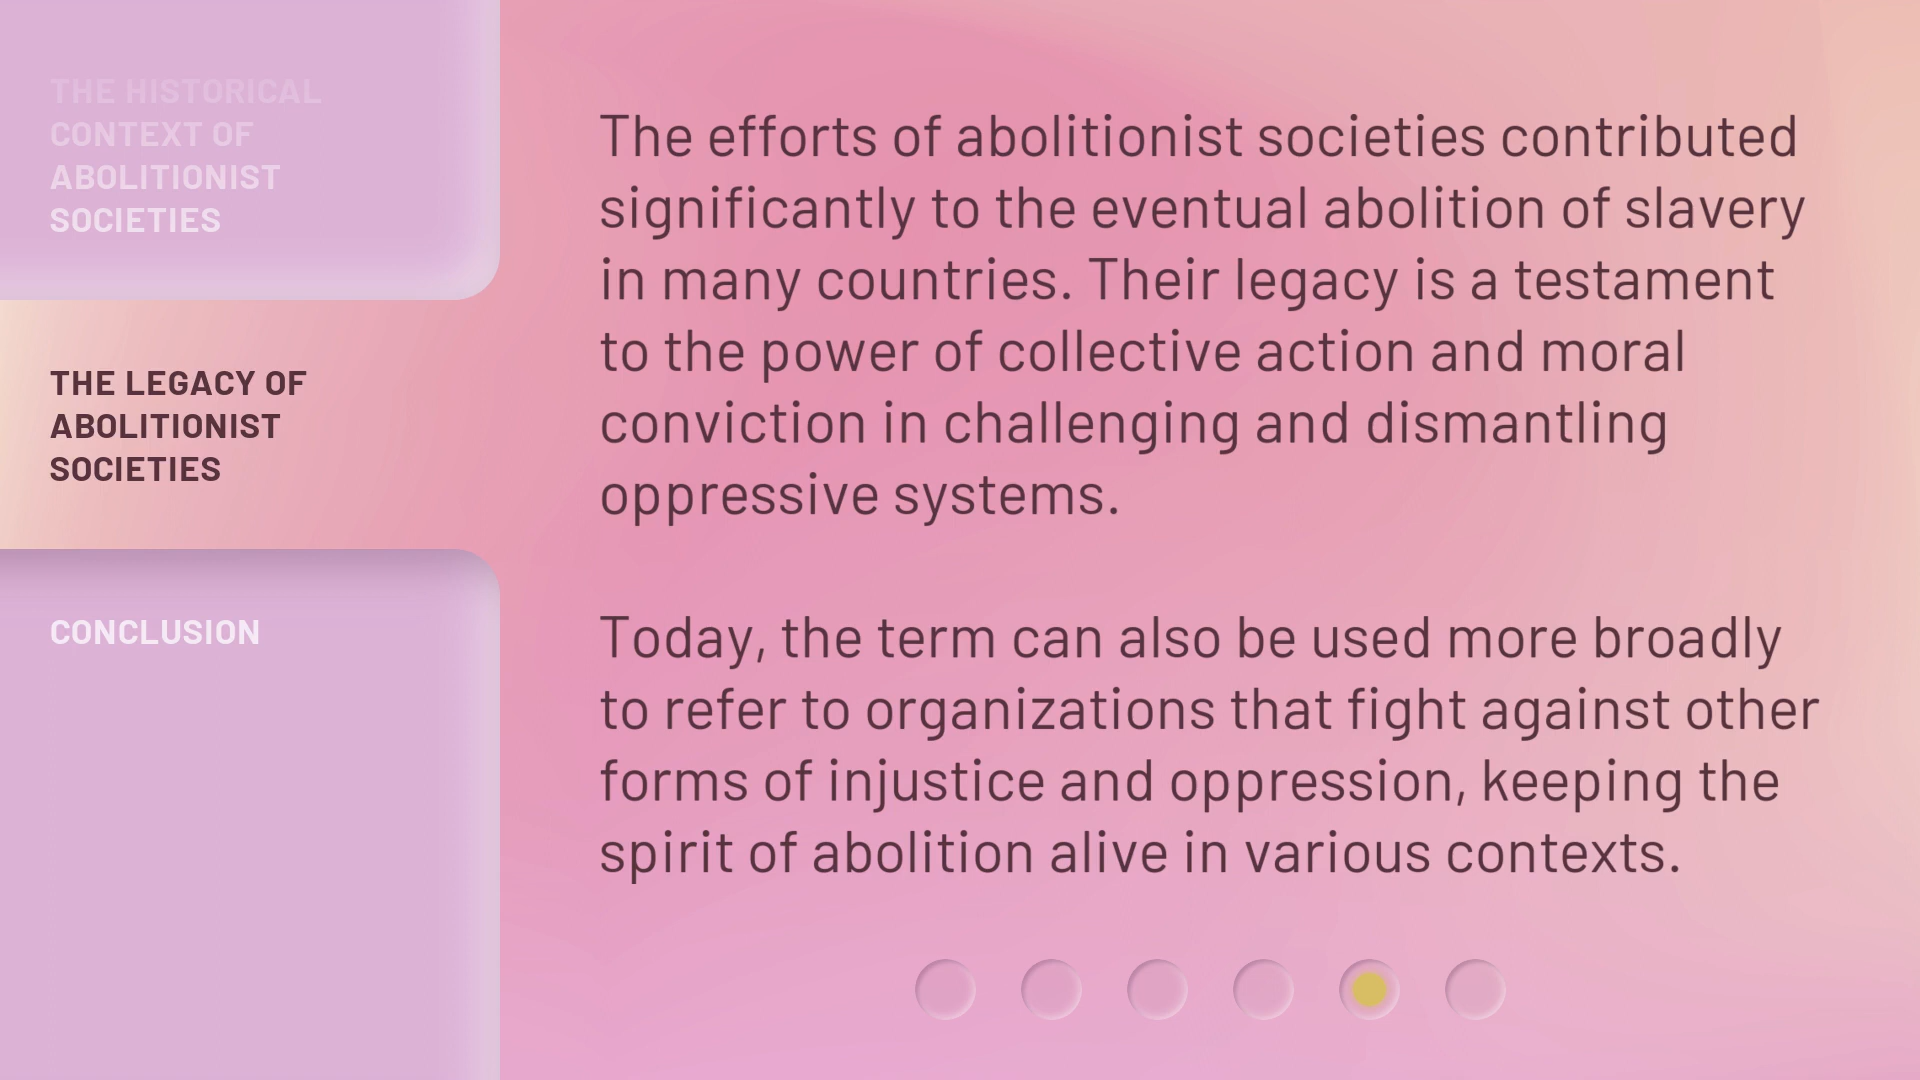 THE HISTORICAL
CONTEXT OF
ABOLITIONIST
SOCIETIES
THE LEGACY OF
ABOLITIONIST
SOCIETIES
CONCLUSION
The efforts of abolitionist societies contributed
significantly to the eventual abolition of slavery
in many countries. Their legacy is a testament
to the power of collective action and moral
conviction in challenging and dismantling
oppressive systems.
Today, the term can also be used more broadly
to refer to organizations that fight against other
forms of injustice and oppression, keeping the
spirit of abolition alive in various contexts.